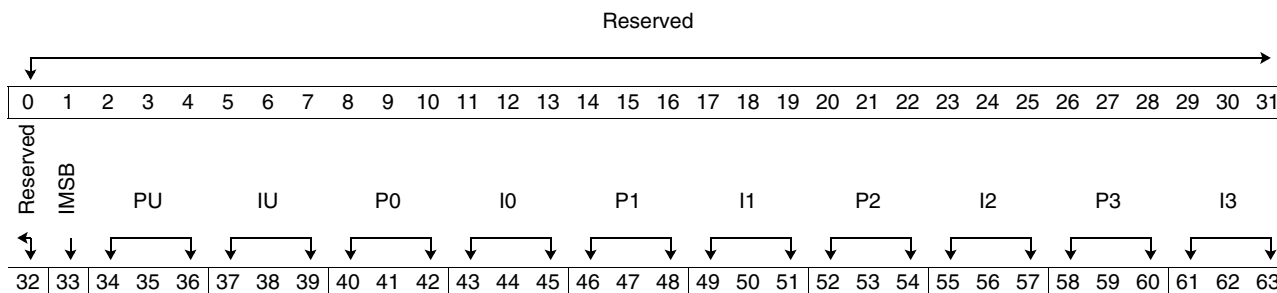 Reserved
0 1 2 3 4 5 6 7 8 9 10 11 12 13 14 15 16 17 18 19 20 21 22 23 24 25 26 27 28 29 30 31
Reserved IMSB PU IU P0 I0 P1 I1 P2 I2 P3 I3
32 33 34 35 36 37 38 39 40 41 42 43 44 45 46 47 48 49 50 51 52 53 54 55 56 57 58 59 60 61 62 63